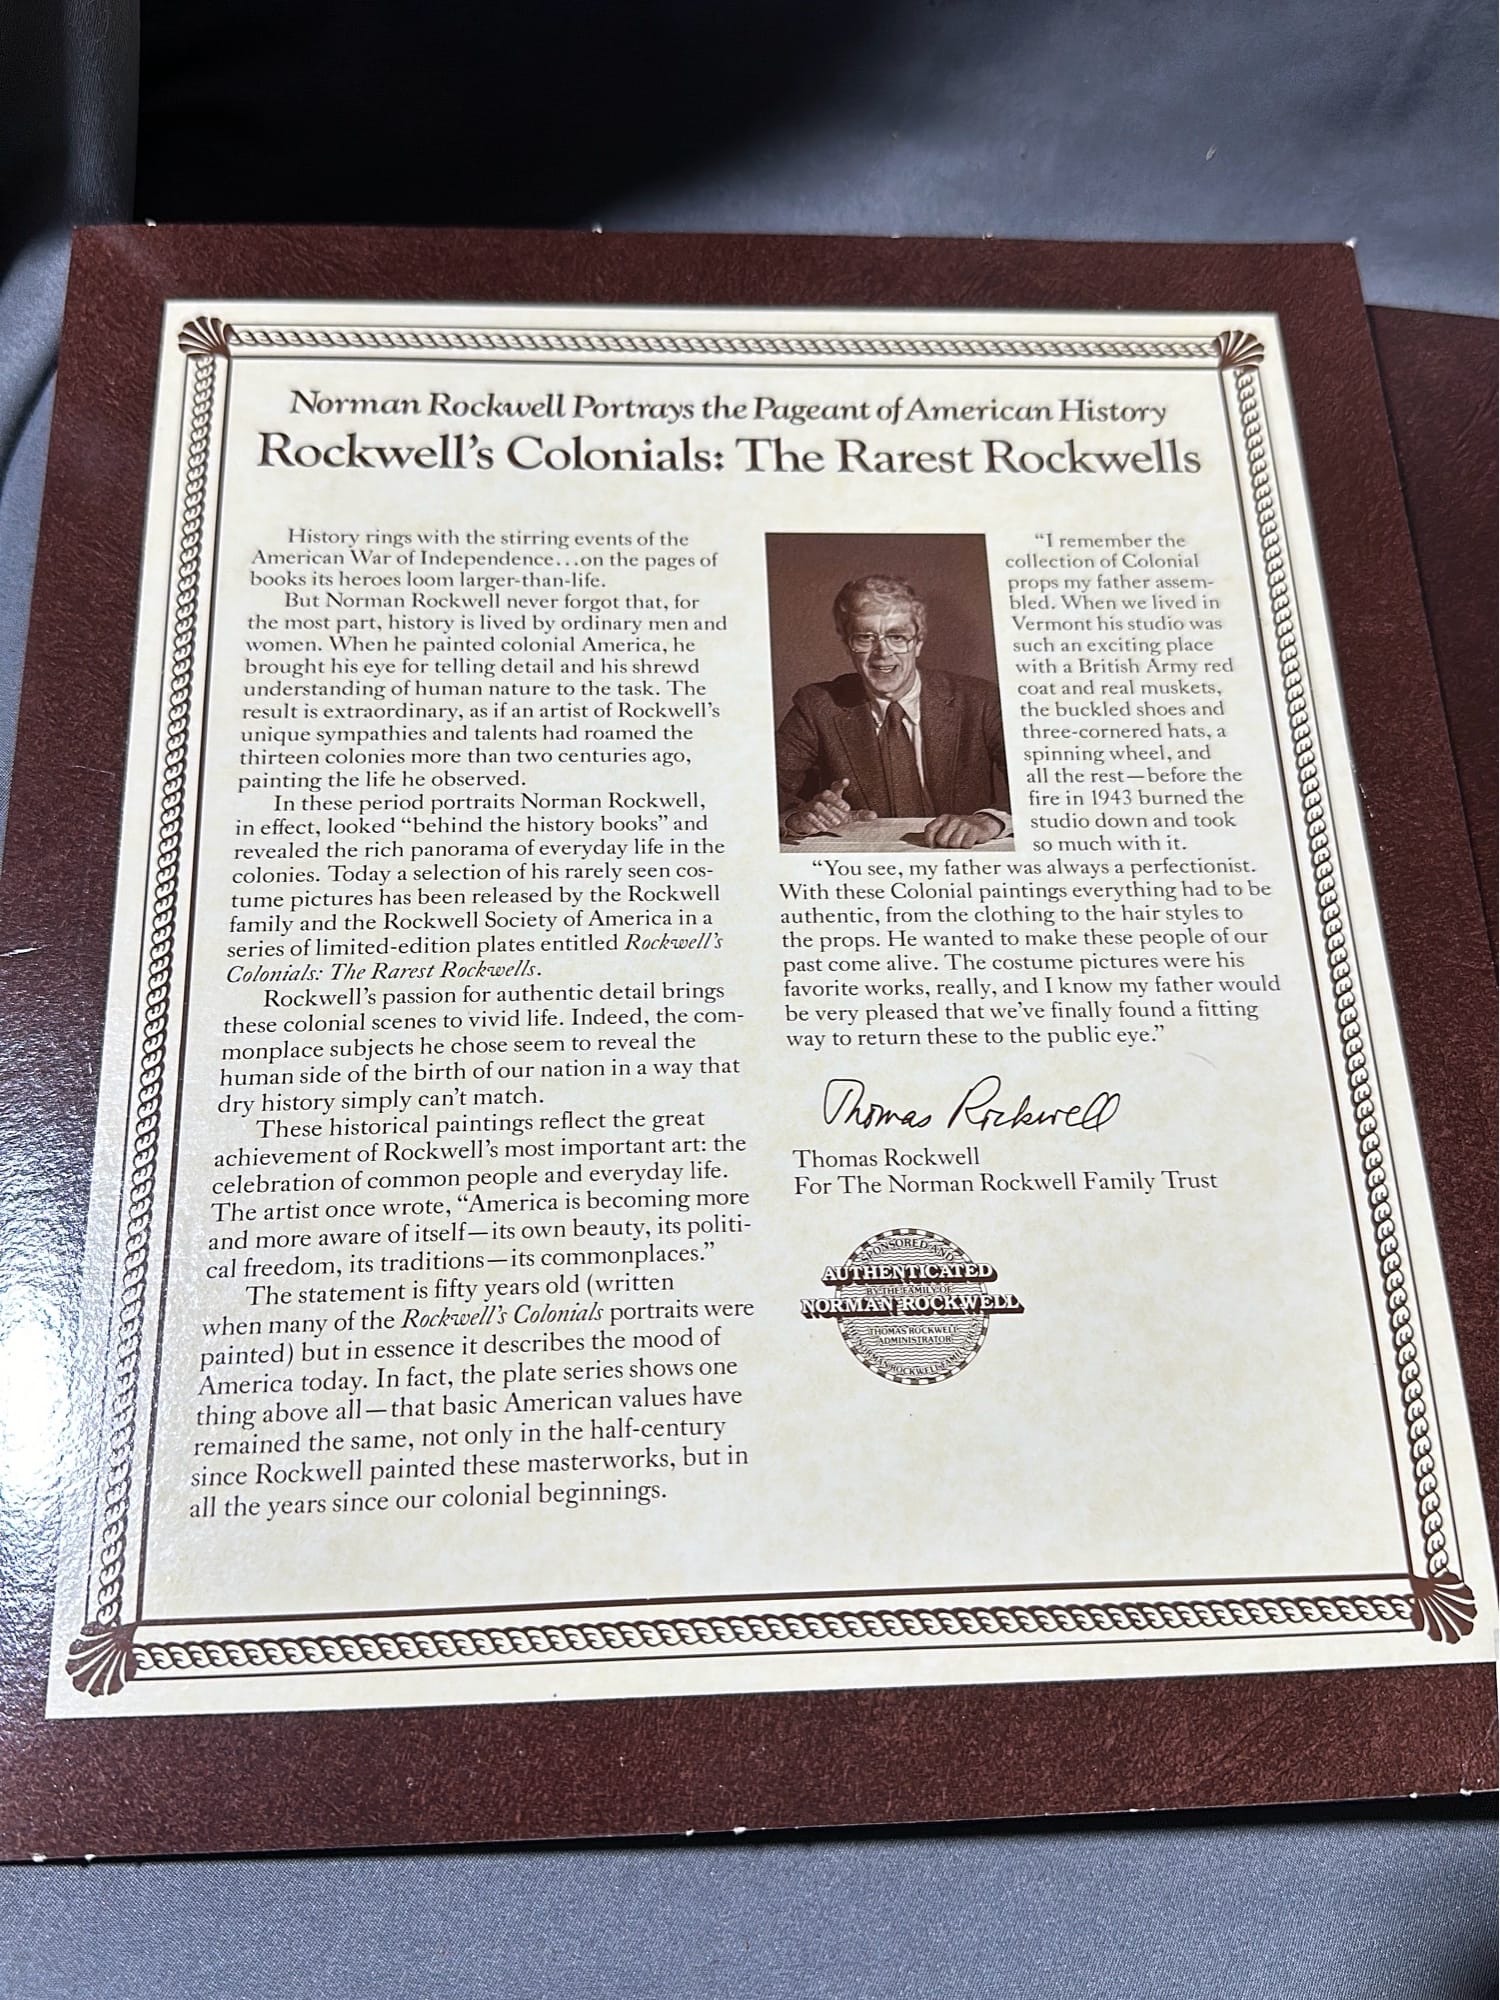 Norman Rockwell Portrays the Pageant of American History
Rockwell's Colonials: The Rarest Rockwells
History rings with the stirring events of the
American War of Independence...on the pages of
books its heroes loom larger-than-life.
But Norman Rockwell never forgot that, for
the most part, history is lived by ordinary men and
women. When he painted colonial America, he
brought his eye for telling detail and his shrewd
understanding of human nature to the task. The
result is extraordinary, as if an artist of Rockwell's
unique sympathies and talents had roamed the
thirteen colonies more than two centuries ago,
painting the life he observed.
In these period portraits Norman Rockwell,
in effect, looked "behind the history books" and
revealed the rich panorama of everyday life in the
colonies. Today a selection of his rarely seen cos-
tume pictures has been released by the Rockwell
family and the Rockwell Society of America in a
series of limited-edition plates entitled Rockwell's
Colonials: The Rarest Rockwells.
Rockwell's passion for authentic detail brings
these colonial scenes to vivid life. Indeed, the com-
monplace subjects he chose seem to reveal the
human side of the birth of our nation in a way that
dry history simply can't match.
These historical paintings reflect the great
achievement of Rockwell's most important art: the
celebration of common people and everyday life.
The artist once wrote, "America is becoming more
and more aware of itself—its own beauty, its politi-
cal freedom, its traditions—its commonplaces."
The statement is fifty years old (written
when many of the Rockwell's Colonials portraits were
painted) but in essence it describes the mood of
America today. In fact, the plate series shows one
thing above all—that basic American values have
remained the same, not only in the half-century
since Rockwell painted these masterworks, but in
all the years since our colonial beginnings.
"I remember the
collection of Colonial
props my father assem-
bled. When we lived in
Vermont his studio was
such an exciting place
with a British Army red
coat and real muskets,
the buckled shoes and
three-cornered hats, a
spinning wheel, and
all the rest—before the
fire in 1943 burned the
studio down and took
so much with it.
"You see, my father was always a perfectionist.
With these Colonial paintings everything had to be
authentic, from the clothing to the hair styles to
the props. He wanted to make these people of our
past come alive. The costume pictures were his
favorite works, really, and I know my father would
be very pleased that we've finally found a fitting
way to return these to the public eye."
Thomas Rockwell
Thomas Rockwell
For The Norman Rockwell Family Trust
SPONSORED AND
AUTHENTICATED
BY THE FAMILY OF
NORMAN ROCKWELL
THOMAS ROCKWELL
ADMINISTRATOR
NORMAN ROCKWELL FAMILY TRUST